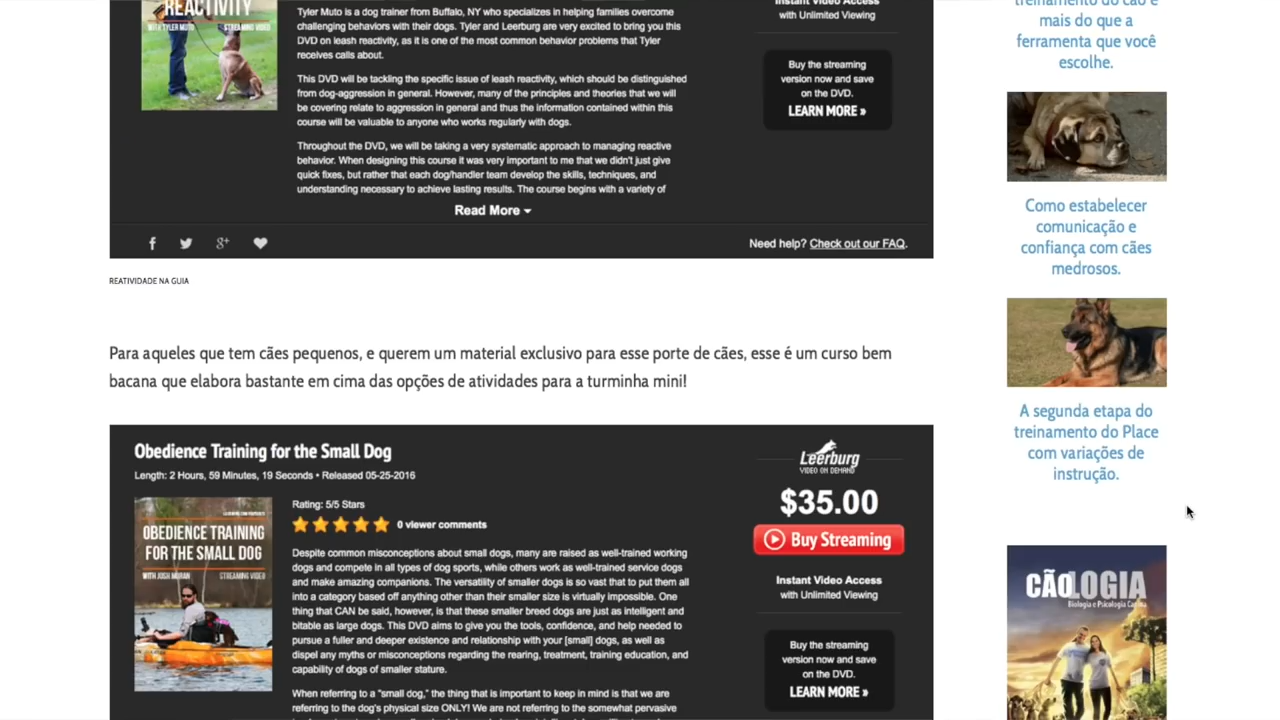 REACTIVITY
WITH TYLER MUTO
STREAMING VIDEO
Tyler Muto is a dog trainer from Buffalo, NY who specializes in helping families overcome
challenging behaviors with their dogs. Tyler and Leerburg are very excited to bring you this
DVD on leash reactivity, as it is one of the most common behavior problems that Tyler
receives calls about.
This DVD will be tackling the specific issue of leash reactivity, which should be distinguished
from dog-aggression in general. However, many of the principles and theories that we will
be covering relate to aggression in general and thus the information contained within this
course will be valuable to anyone who works regularly with dogs.
Throughout the DVD, we will be taking a very systematic approach to managing reactive
behavior. When designing this course it was very important to me that we didn't just give
quick fixes, but rather that each dog/handler team develop the skills, techniques, and
understanding necessary to achieve lasting results. The course begins with a variety of
Read More
Instant Video Access
with Unlimited Viewing
Buy the streaming
version now and save
on the DVD.
LEARN MORE »
Need help? Check out our FAQ.
REATIVIDADE NA GUIA
Para aqueles que tem cães pequenos, e querem um material exclusivo para esse porte de cães, esse é um curso bem
bacana que elabora bastante em cima das opções de atividades para a turminha mini!
Obedience Training for the Small Dog
Length: 2 Hours, 59 Minutes, 19 Seconds • Released 05-25-2016
OBEDIENCE TRAINING
FOR THE SMALL DOG
WITH JOSH MORAN
STREAMING VIDEO
Rating: 5/5 Stars
0 viewer comments
Despite common misconceptions about small dogs, many are raised as well-trained working
dogs and compete in all types of dog sports, while others work as well-trained service dogs
and make amazing companions. The versatility of smaller dogs is so vast that to put them all
into a category based off anything other than their smaller size is virtually impossible. One
thing that CAN be said, however, is that these smaller breed dogs are just as intelligent and
bitable as large dogs. This DVD aims to give you the tools, confidence, and help needed to
pursue a fuller and deeper existence and relationship with your [small] dogs, as well as
dispel any myths or misconceptions regarding the rearing, treatment, training education, and
capability of dogs of smaller stature.
When referring to a "small dog," the thing that is important to keep in mind is that we are
referring to the dog's physical size ONLY! We are not referring to the somewhat pervasive
Leerburg
VIDEO ON DEMAND
$35.00
Buy Streaming
Instant Video Access
with Unlimited Viewing
Buy the streaming
version now and save
on the DVD.
LEARN MORE »
treinamento do cão é
mais do que a
ferramenta que você
escolhe.
Como estabelecer
comunicação e
confiança com cães
medrosos.
A segunda etapa do
treinamento do Place
com variações de
instrução.
CÃOLOGIA
Biologia e Psicologia Canina